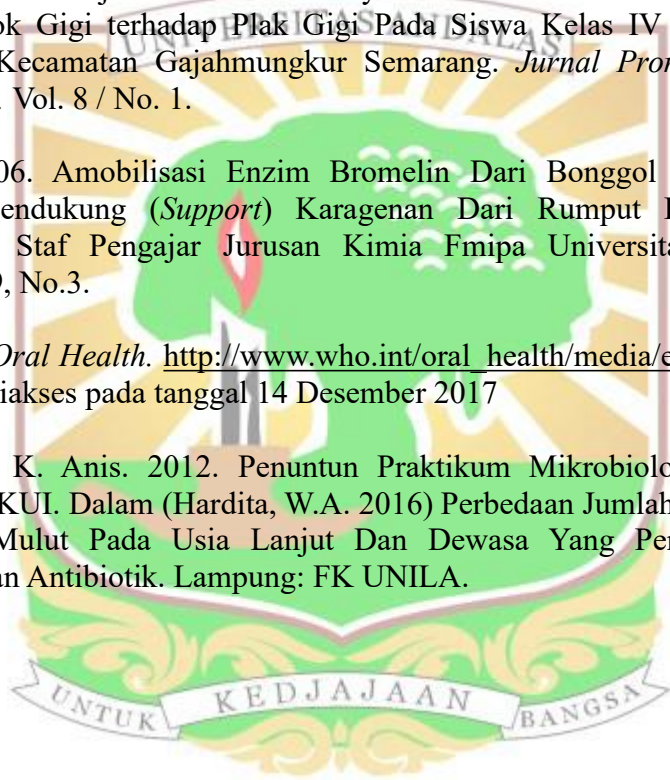 ok Gigi terhadap Plak Gigi Pada Siswa Kelas IV
UNIVERSITAS ANDALAS
Kecamatan Gajahmungkur Semarang. Jurnal Pro
Vol. 8 / No. 1.
06. Amobilisasi Enzim Bromelin Dari Bonggol
endukung (Support) Karagenan Dari Rumput
Staf Pengajar Jurusan Kimia Fmipa Universita
, No.3.
Oral Health. http://www.who.int/oral_health/media/e
iakses pada tanggal 14 Desember 2017
K. Anis. 2012. Penuntun Praktikum Mikrobiolo
KUI. Dalam (Hardita, W.A. 2016) Perbedaan Jumlah
Mulut Pada Usia Lanjut Dan Dewasa Yang Pe
an Antibiotik. Lampung: FK UNILA.
UNTUK KEDJAJAAN BANGSA